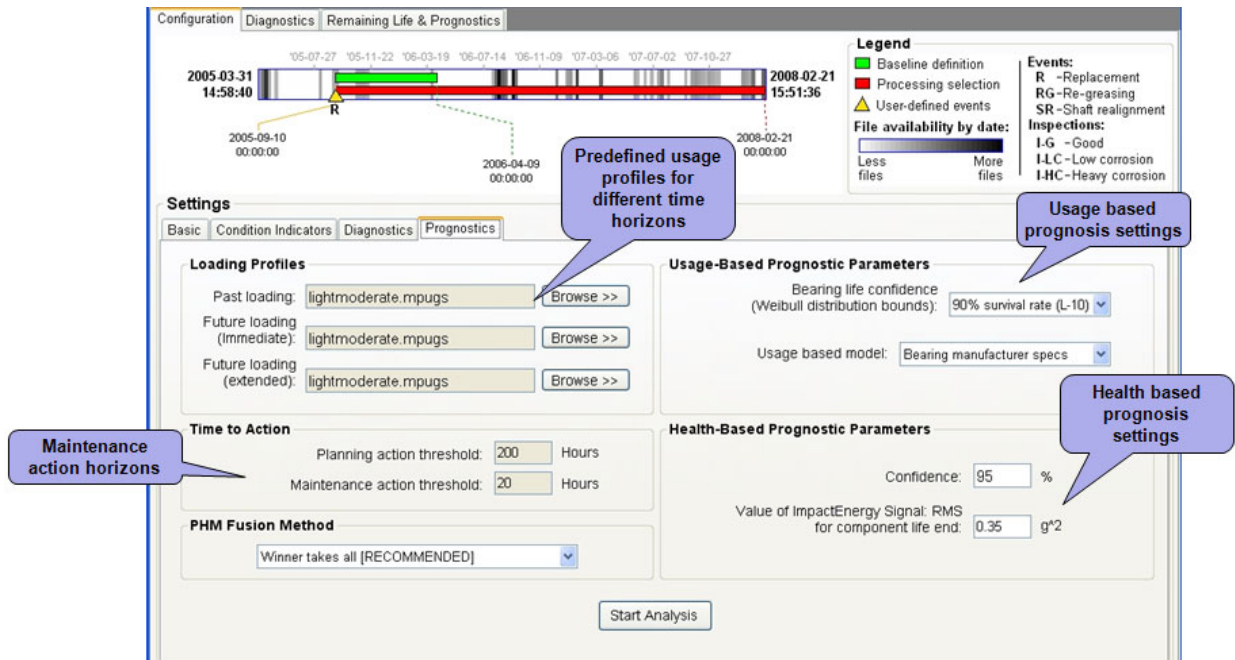 Configuration Diagnostics Remaining Life & Prognostics
'05-07-27 '05-11-22 '06-03-19 '06-07-14 '06-11-09 '07-03-06 '07-07-02 '07-10-27
2005-03-31
14:58:40
2008-02-21
15:51:36
R
2005-09-10
00:00:00
2006-04-09
00:00:00
2008-02-21
00:00:00
Legend
Baseline definition
Processing selection
User-defined events
File availability by date:
Less
files
More
files
Events:
R -Replacement
RG-Re-greasing
SR-Shaft realignment
Inspections:
I-G -Good
I-LC-Low corrosion
I-HC-Heavy corrosion
Predefined usage
profiles for
different time
horizons
Usage based
prognosis settings
Settings
Basic Condition Indicators Diagnostics Prognostics
Loading Profiles
Past loading: lightmoderate.mpugs Browse >>
Future loading
(Immediate): lightmoderate.mpugs Browse >>
Future loading
(extended): lightmoderate.mpugs Browse >>
Usage-Based Prognostic Parameters
Bearing life confidence
(Weibull distribution bounds): 90% survival rate (L-10)
Usage based model: Bearing manufacturer specs
Maintenance
action horizons
Time to Action
Planning action threshold: 200 Hours
Maintenance action threshold: 20 Hours
Health based
prognosis
settings
Health-Based Prognostic Parameters
Confidence: 95 %
Value of ImpactEnergy Signal: RMS
for component life end: 0.35 g^2
PHM Fusion Method
Winner takes all [RECOMMENDED]
Start Analysis